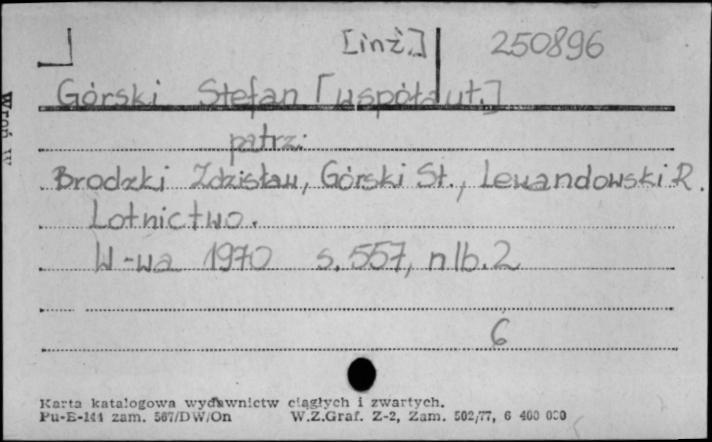 [inż.] 250896
Górski Stefan [współaut.]
patrz:
Brodzki Zdzisław, Górski St., Lewandowski R.
Lotnictwo.
W-wa 1970 s. 557, nlb. 2
6
Karta katalogowa wydawnictw ciągłych i zwartych.
Pu-E-144 zam. 567/DW/On W.Z.Graf. Z-2, Zam. 502/77, 6 400 000